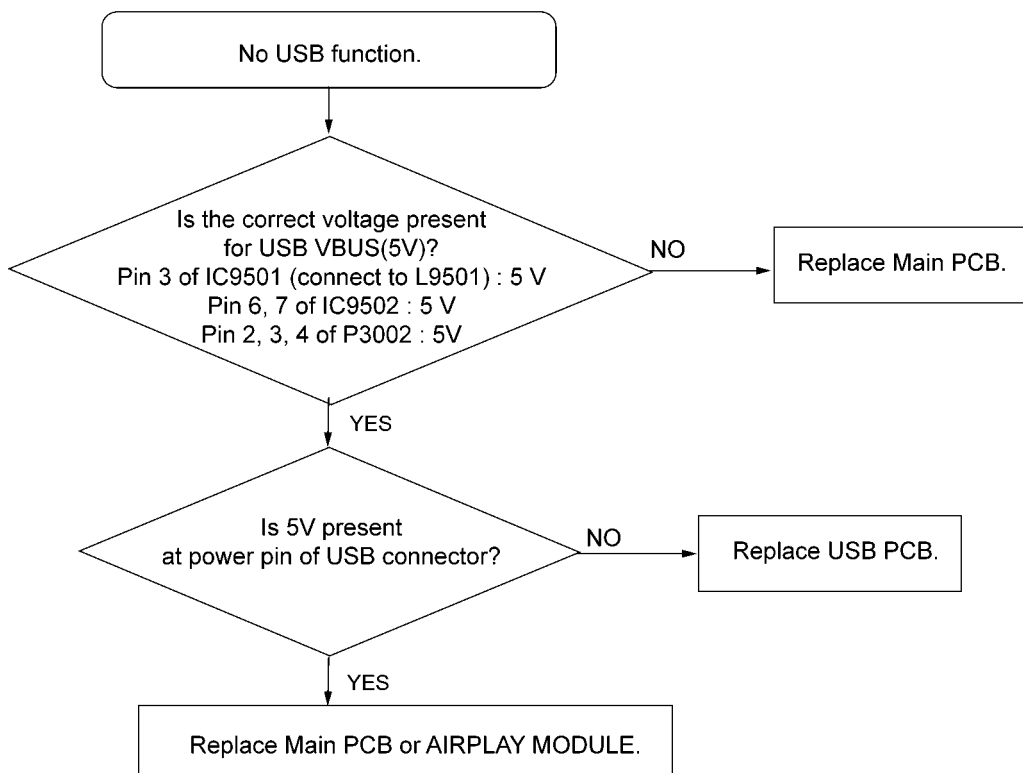 No USB function.
Is the correct voltage present
for USB VBUS(5V)?
Pin 3 of IC9501 (connect to L9501) : 5 V
Pin 6, 7 of IC9502 : 5 V
Pin 2, 3, 4 of P3002 : 5V
NO
Replace Main PCB.
YES
Is 5V present
at power pin of USB connector?
NO
Replace USB PCB.
YES
Replace Main PCB or AIRPLAY MODULE.